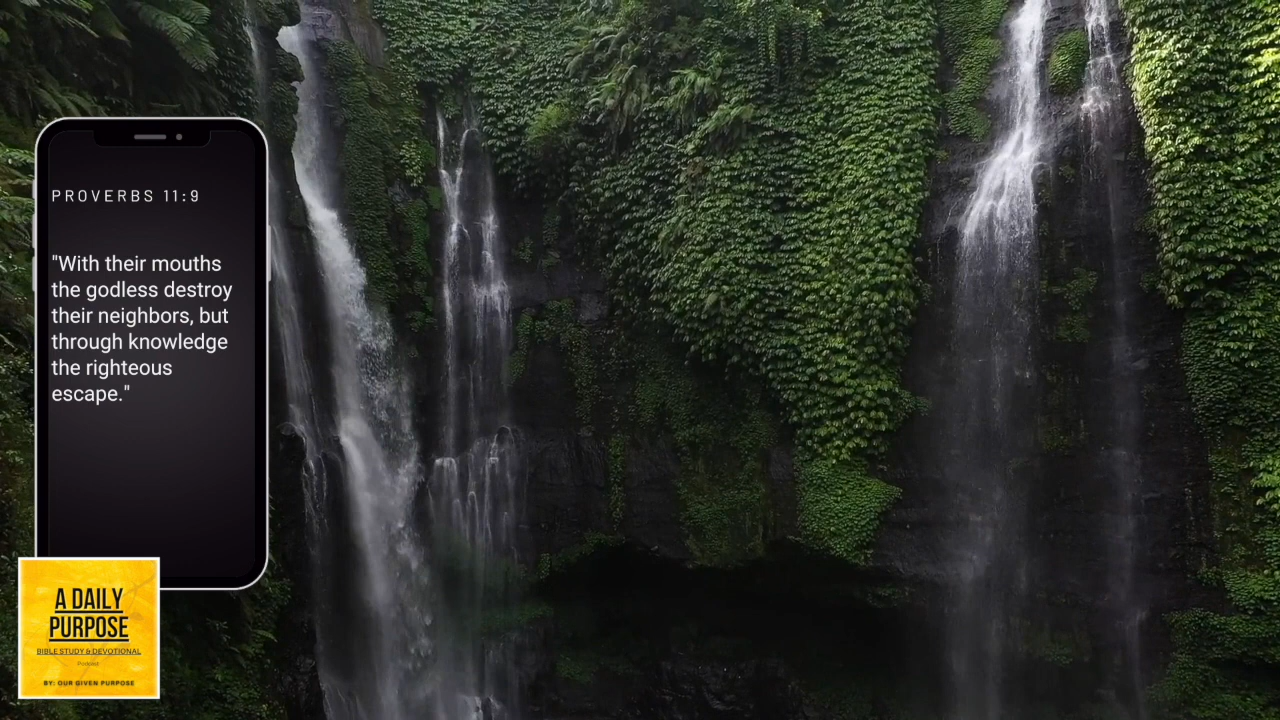 PROVERBS 11:9
"With their mouths
the godless destroy
their neighbors, but
through knowledge
the righteous
escape."
A DAILY
PURPOSE
BIBLE STUDY & DEVOTIONAL
Podcast
BY: OUR GIVEN PURPOSE